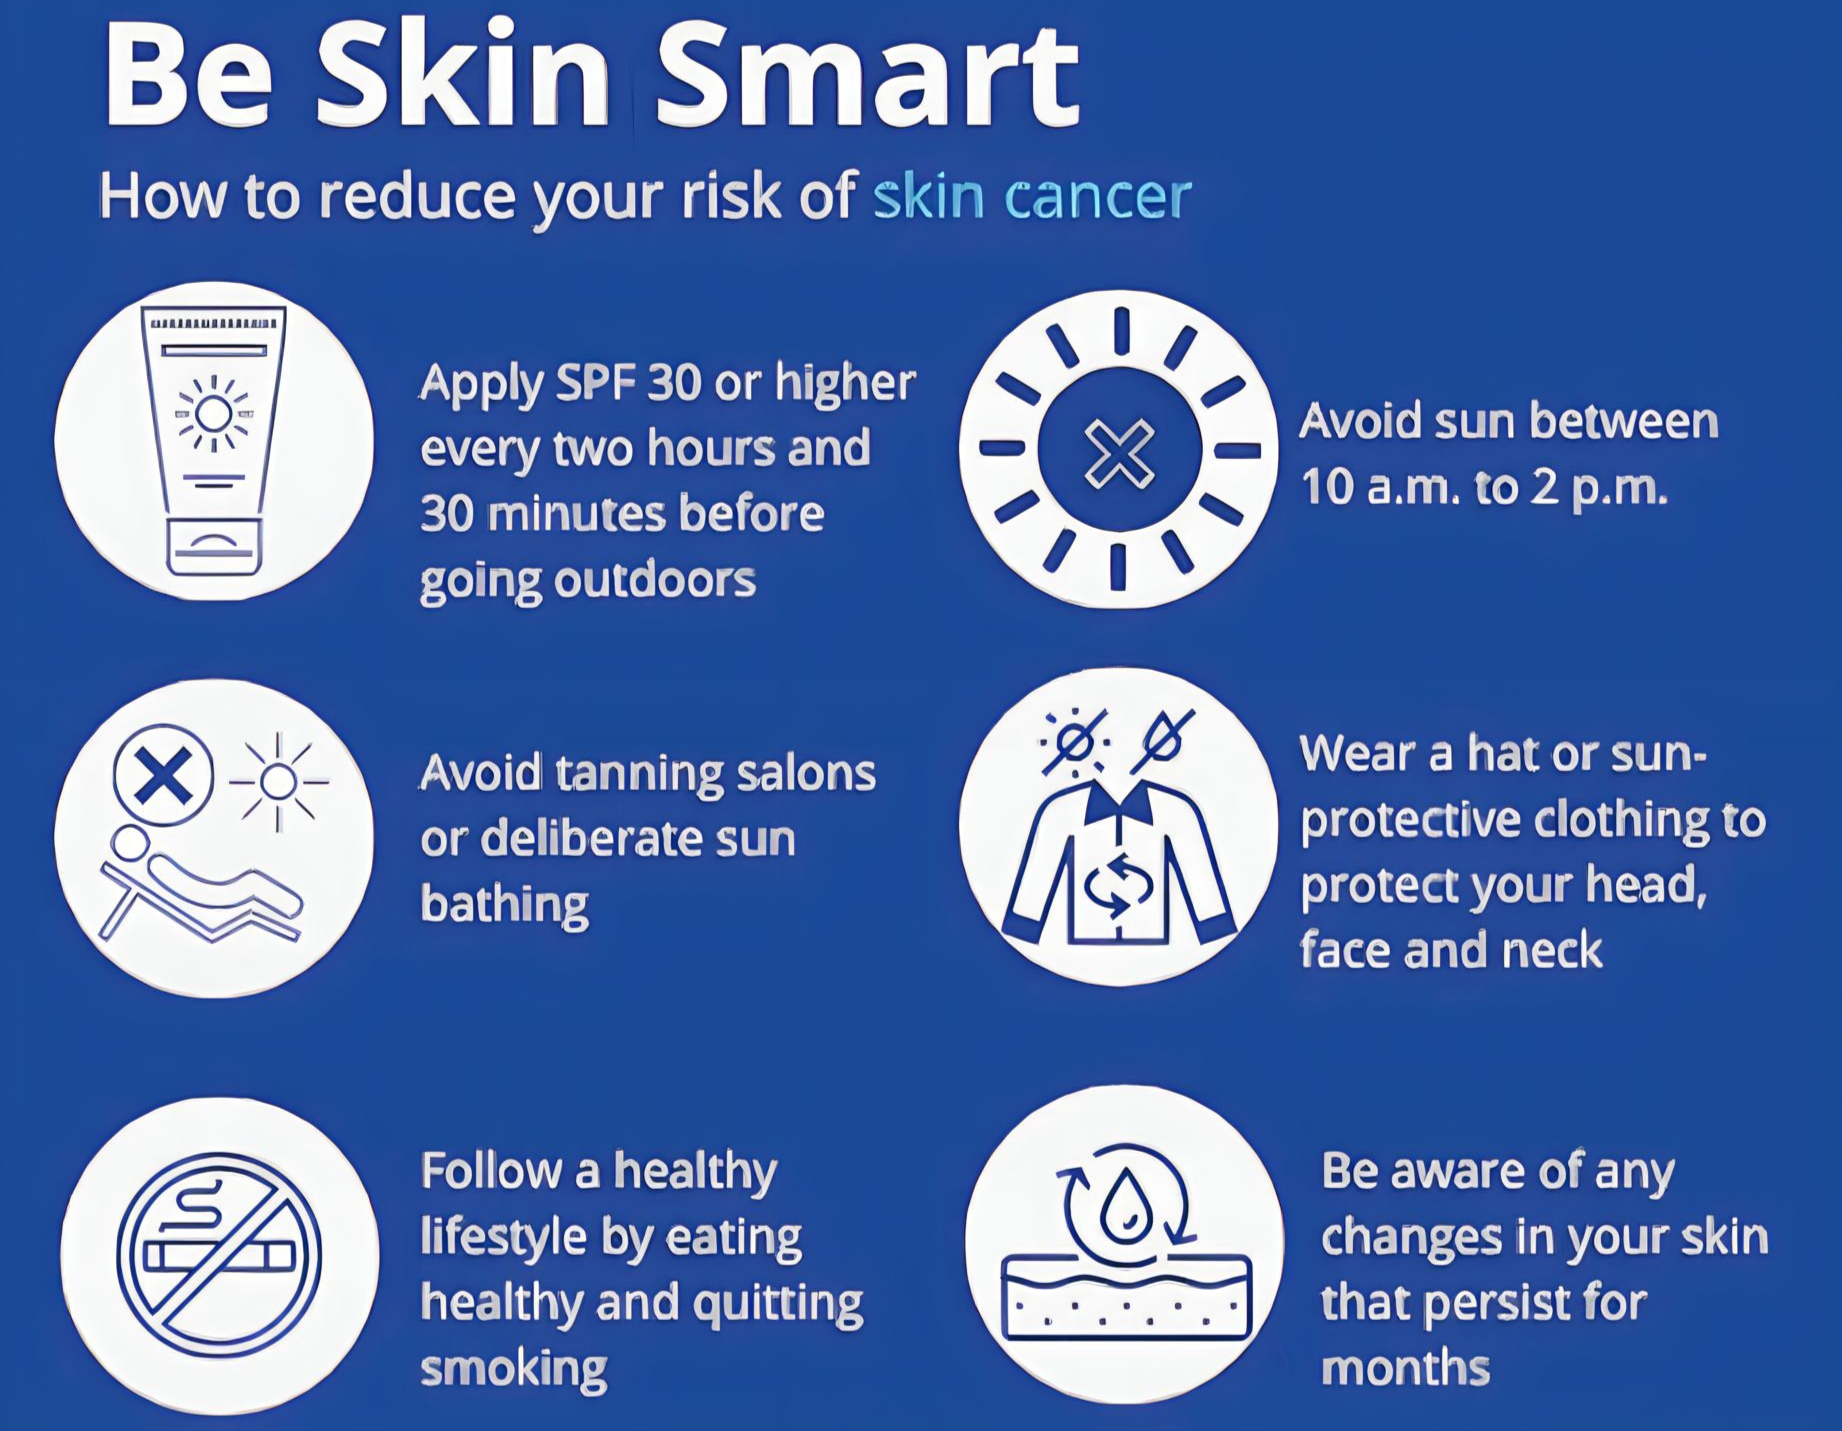 Be Skin Smart
How to reduce your risk of skin cancer
Apply SPF 30 or higher
every two hours and
30 minutes before
going outdoors
Avoid sun between
10 a.m. to 2 p.m.
Avoid tanning salons
or deliberate sun
bathing
Wear a hat or sun-
protective clothing to
protect your head,
face and neck
Follow a healthy
lifestyle by eating
healthy and quitting
smoking
Be aware of any
changes in your skin
that persist for
months